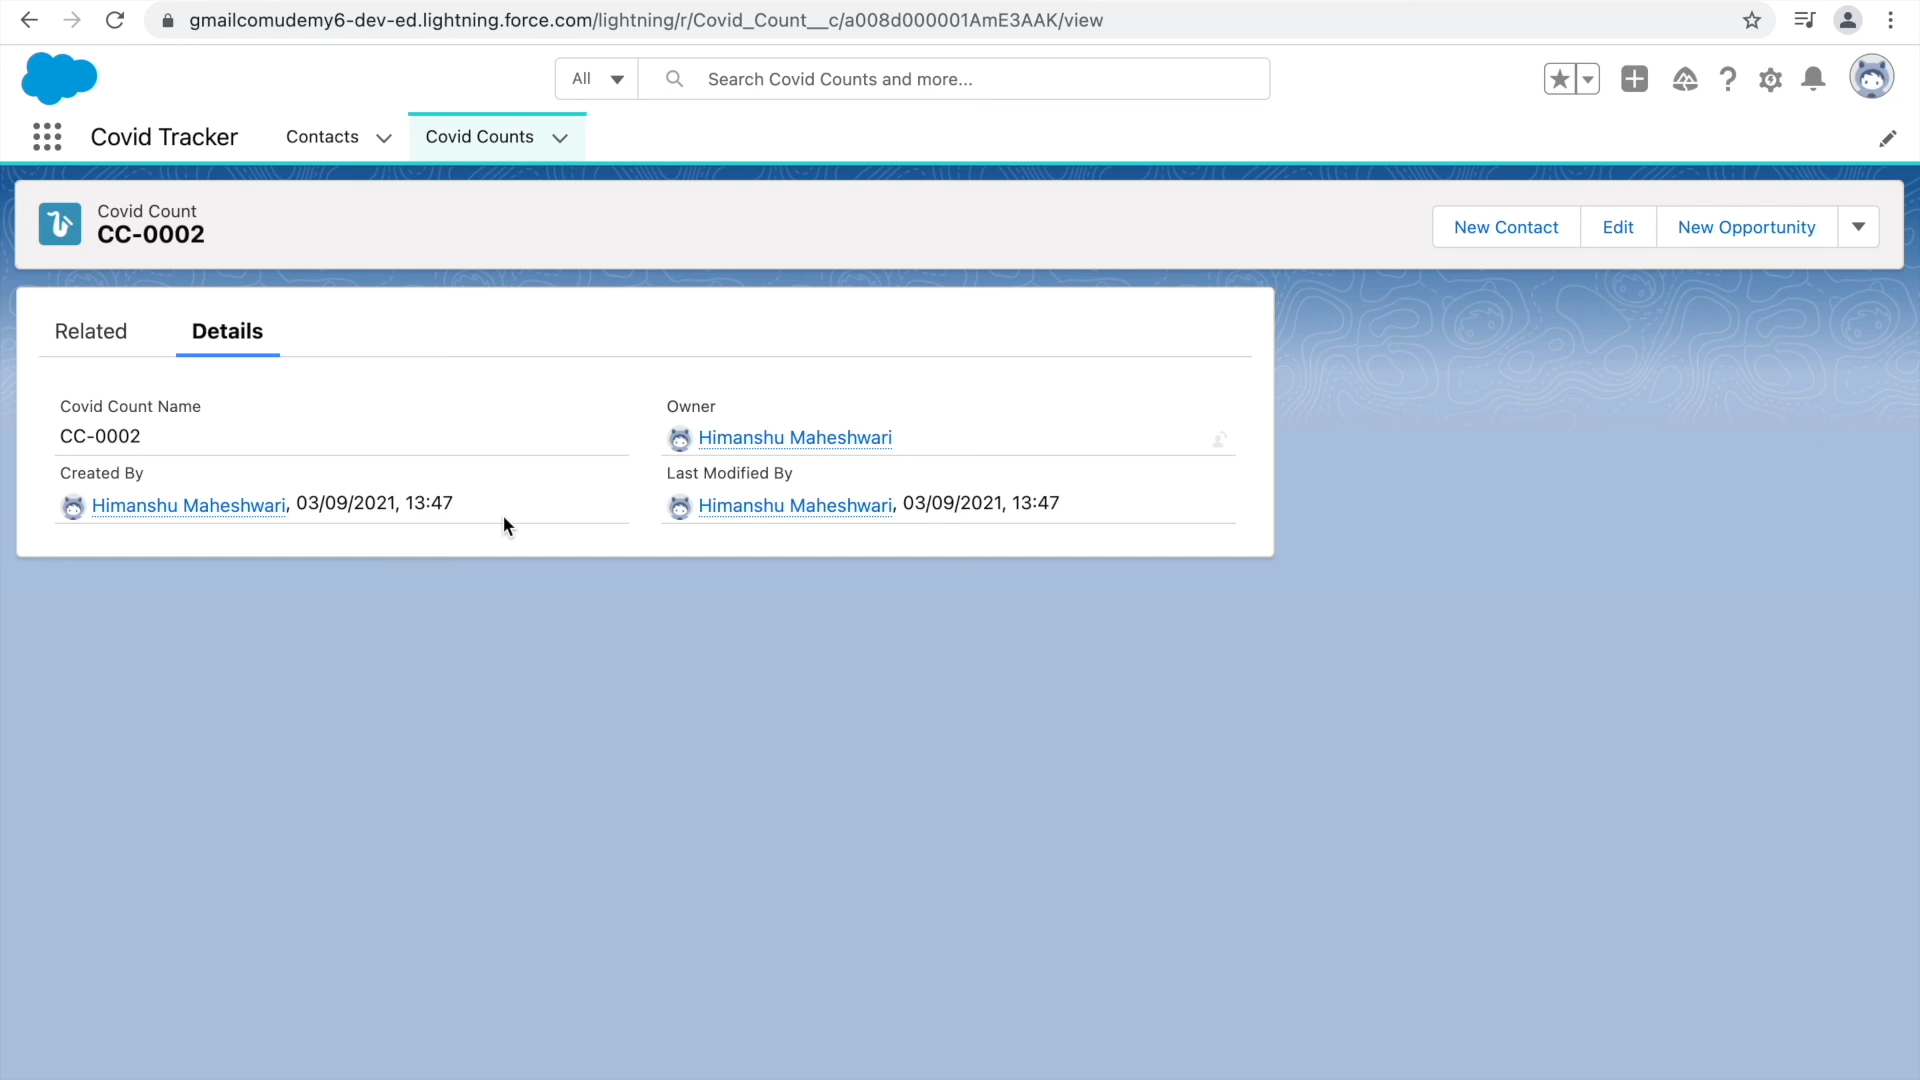 gmailcomudemy6-dev-ed.lightning.force.com/lightning/r/Covid_Count__c/a008d000001AmE3AAK/view
All
Search Covid Counts and more...
Covid Tracker
Contacts
Covid Counts
Covid Count
CC-0002
New Contact
Edit
New Opportunity
Related
Details
Covid Count Name
CC-0002
Owner
Himanshu Maheshwari
Created By
Himanshu Maheshwari, 03/09/2021, 13:47
Last Modified By
Himanshu Maheshwari, 03/09/2021, 13:47